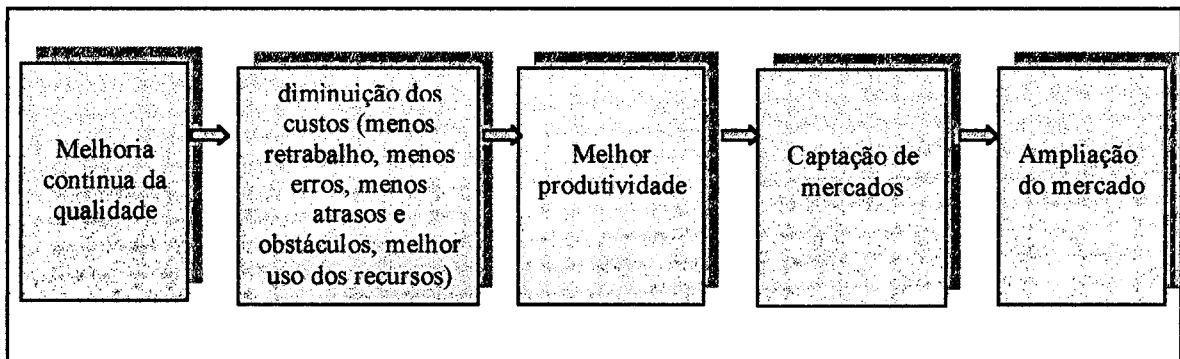 Melhoria
contínua da
qualidade
diminuição dos
custos (menos
retrabalho, menos
erros, menos
atrasos e
obstáculos, melhor
uso dos recursos)
Melhor
produtividade
Captação de
mercados
Ampliação
do mercado